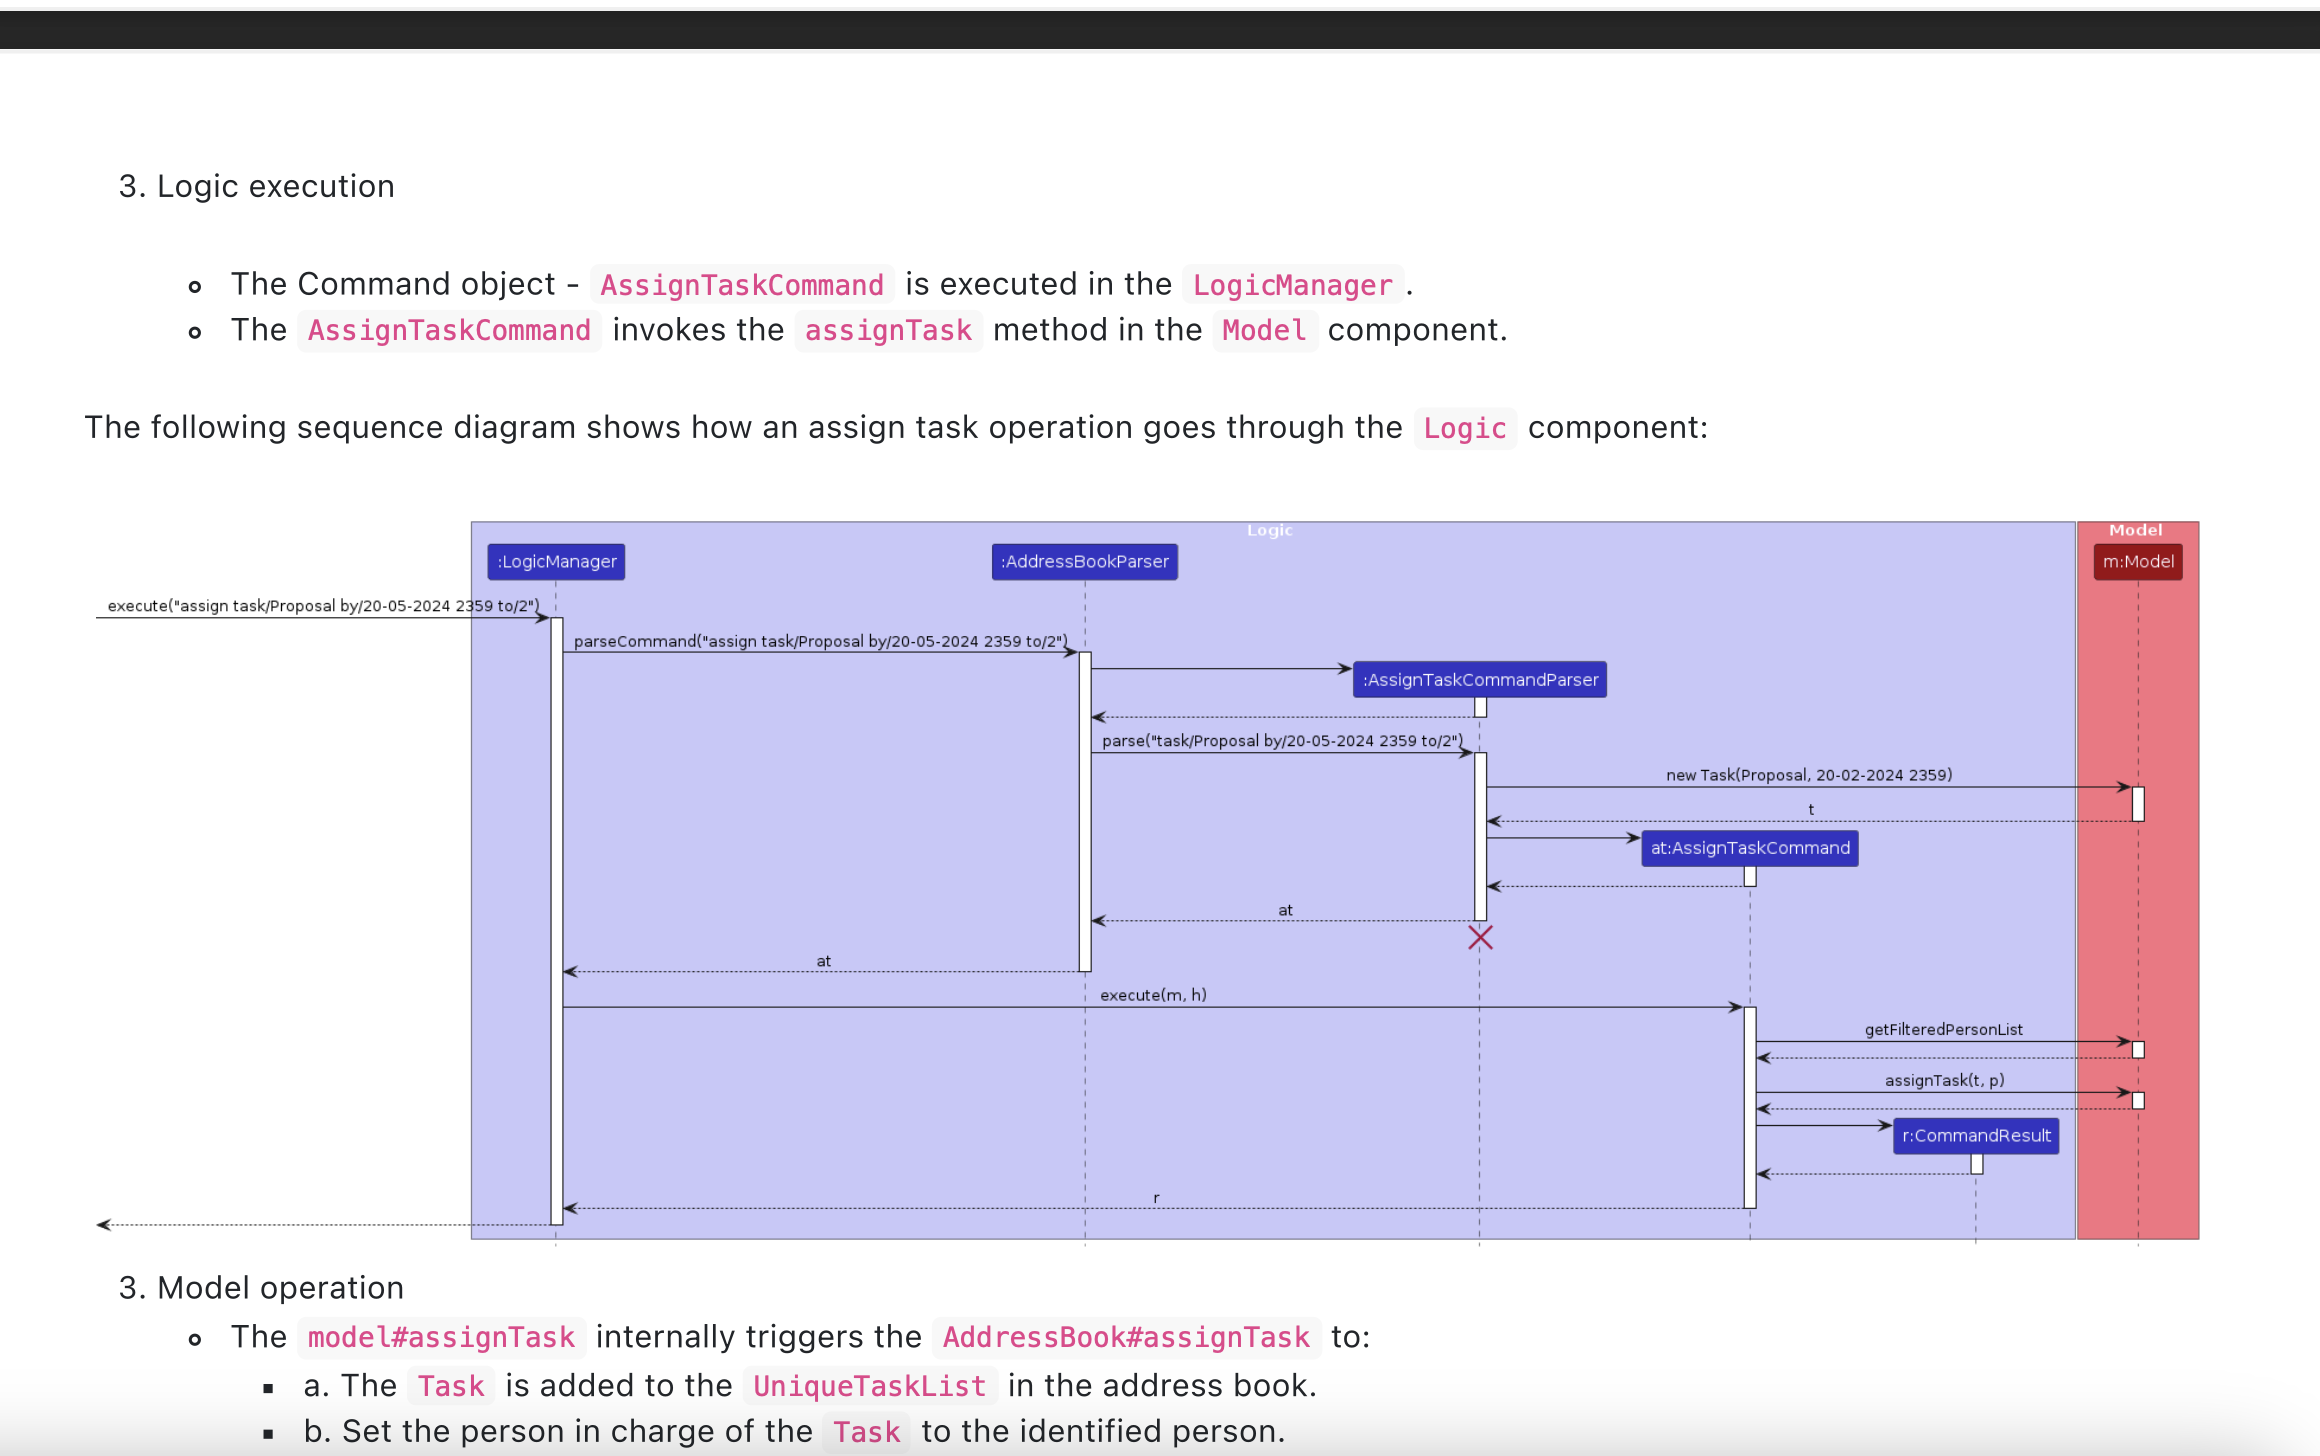 3. Logic execution
The Command object - AssignTaskCommand is executed in the LogicManager.
The AssignTaskCommand invokes the assignTask method in the Model component.
The following sequence diagram shows how an assign task operation goes through the Logic component:
Logic
Model
:LogicManager
:AddressBookParser
m:Model
execute("assign task/Proposal by/20-05-2024 2359 to/2")
parseCommand("assign task/Proposal by/20-05-2024 2359 to/2")
:AssignTaskCommandParser
parse("task/Proposal by/20-05-2024 2359 to/2")
new Task(Proposal, 20-02-2024 2359)
t
at:AssignTaskCommand
at
at
execute(m, h)
getFilteredPersonList
assignTask(t, p)
r:CommandResult
r
3. Model operation
The model#assignTask internally triggers the AddressBook#assignTask to:
a. The Task is added to the UniqueTaskList in the address book.
b. Set the person in charge of the Task to the identified person.